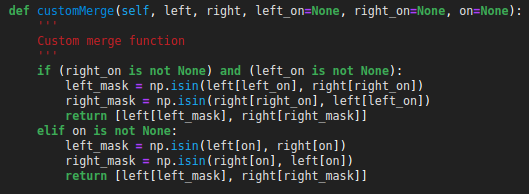 def customMerge(self, left, right, left_on=None, right_on=None, on=None):
    '''
    Custom merge function
    '''
    if (right_on is not None) and (left_on is not None):
        left_mask = np.isin(left[left_on], right[right_on])
        right_mask = np.isin(right[right_on], left[left_on])
        return [left[left_mask], right[right_mask]]
    elif on is not None:
        left_mask = np.isin(left[on], right[on])
        right_mask = np.isin(right[on], left[on])
        return [left[left_mask], right[right_mask]]